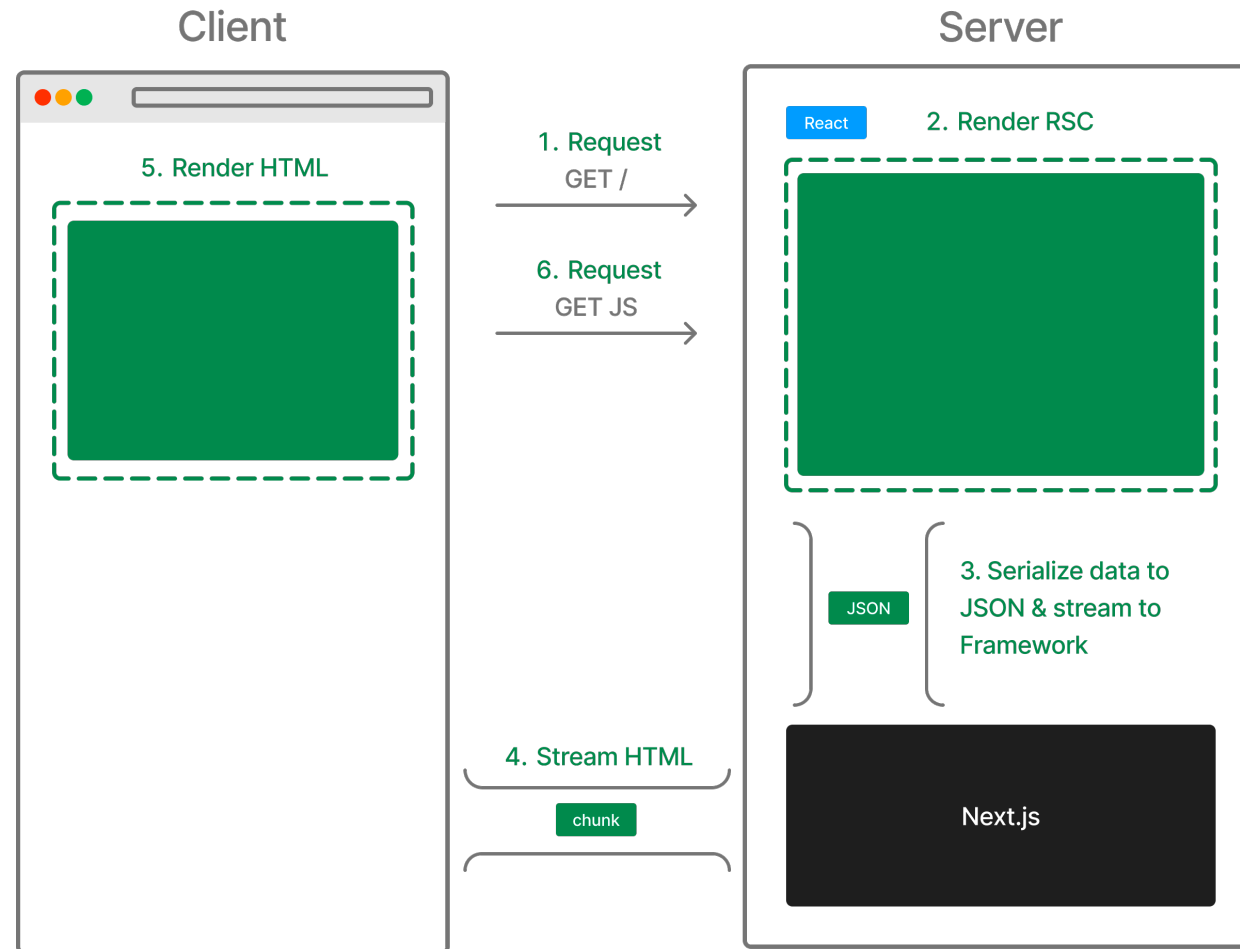 Client
Server
5. Render HTML
1. Request
GET /
6. Request
GET JS
4. Stream HTML
chunk
React
2. Render RSC
JSON
3. Serialize data to
JSON & stream to
Framework
Next.js